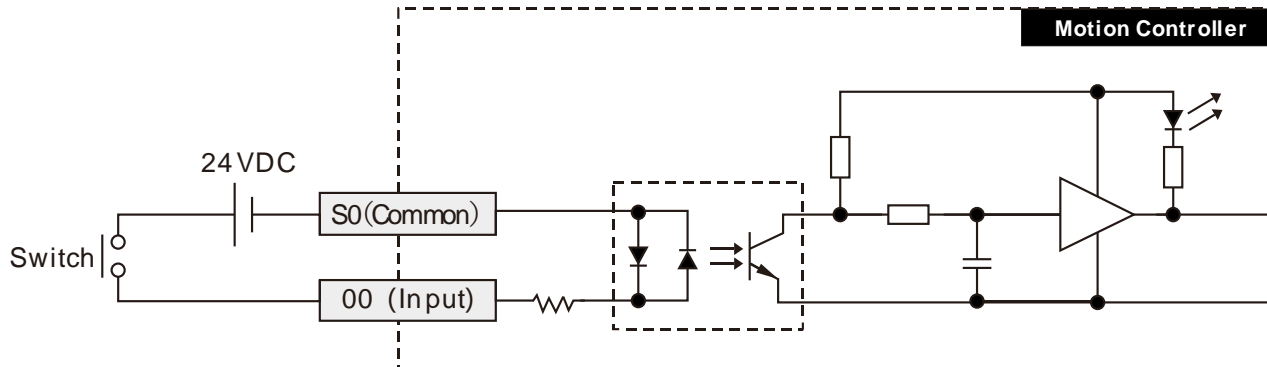 Motion Controller
24VDC
S0(Common)
Switch
00 (Input)